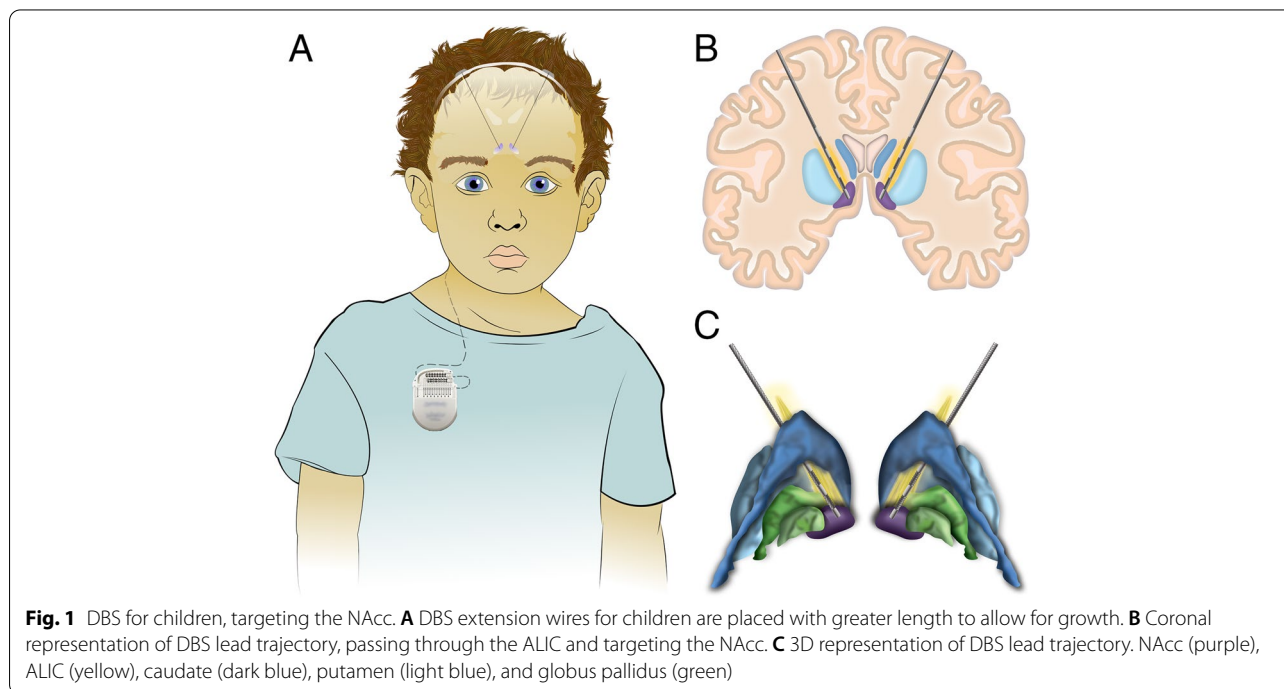 A
B
C
Fig. 1 DBS for children, targeting the NAcc. A DBS extension wires for children are placed with greater length to allow for growth. B Coronal
representation of DBS lead trajectory, passing through the ALIC and targeting the NAcc. C 3D representation of DBS lead trajectory. NAcc (purple),
ALIC (yellow), caudate (dark blue), putamen (light blue), and globus pallidus (green)